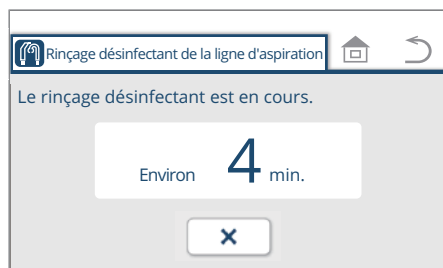 Rinçage désinfectant de la ligne d'aspiration
Le rinçage désinfectant est en cours.
Environ 4 min.